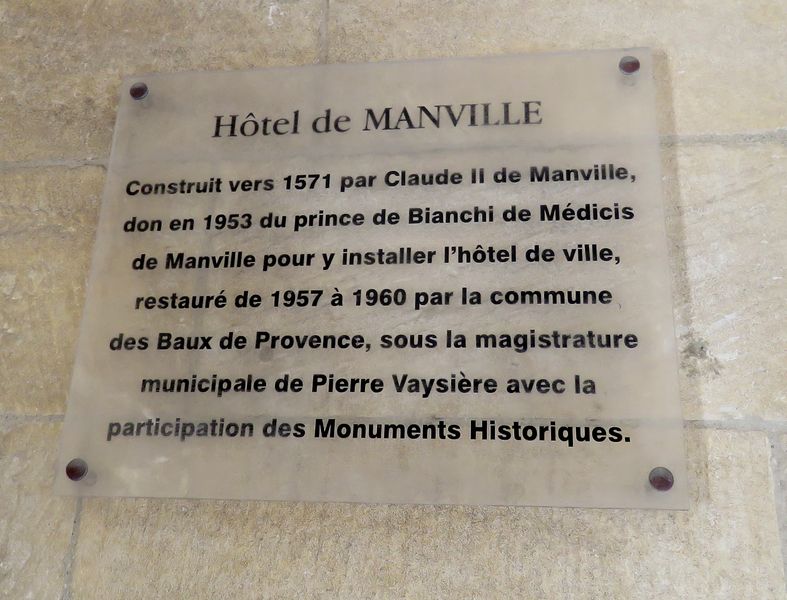 Hôtel de MANVILLE
Construit vers 1571 par Claude II de Manville,
don en 1953 du prince de Bianchi de Médicis
de Manville pour y installer l'hôtel de ville,
restauré de 1957 à 1960 par la commune
des Baux de Provence, sous la magistrature
municipale de Pierre Vaysière avec la
participation des Monuments Historiques.